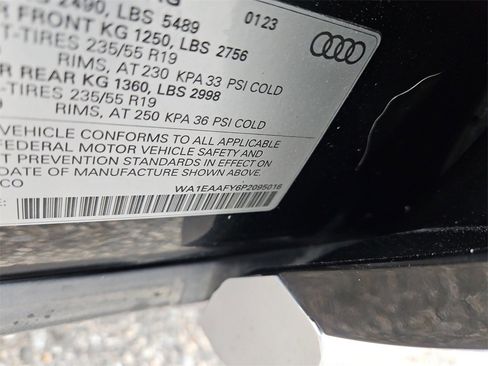 2490, LBS 5489
01 23
FRONT KG 1250, LBS 2756
-TIRES 235/55 R19
RIMS, AT 230 KPA 33 PSI COLD
REAR KG 1360, LBS 2998
-TIRES 235/55 R19
RIMS, AT 250 KPA 36 PSI COLD
VEHICLE CONFORMS TO ALL APPLICABLE
FEDERAL MOTOR VEHICLE SAFETY AND
PREVENTION STANDARDS IN EFFECT ON
DATE OF MANUFACTURE SHOWN ABOVE
WA1EAAFY6P2095016